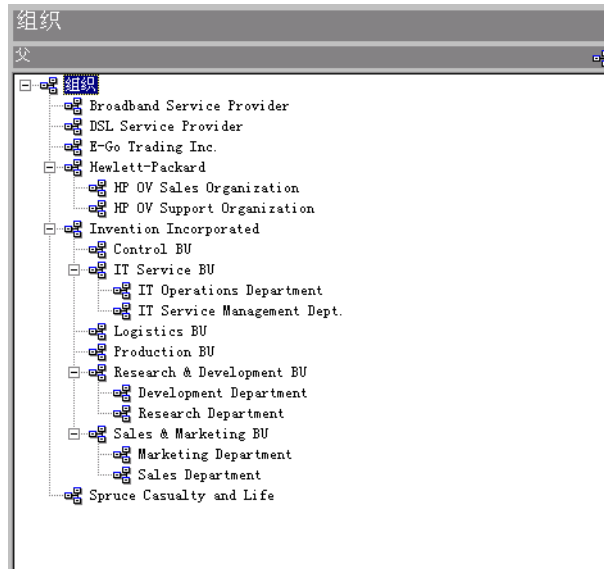 组织
父
组织
Broadband Service Provider
DSL Service Provider
E-Go Trading Inc.
Hewlett-Packard
HP OV Sales Organization
HP OV Support Organization
Invention Incorporated
Control BU
IT Service BU
IT Operations Department
IT Service Management Dept.
Logistics BU
Production BU
Research & Development BU
Development Department
Research Department
Sales & Marketing BU
Marketing Department
Sales Department
Spruce Casualty and Life